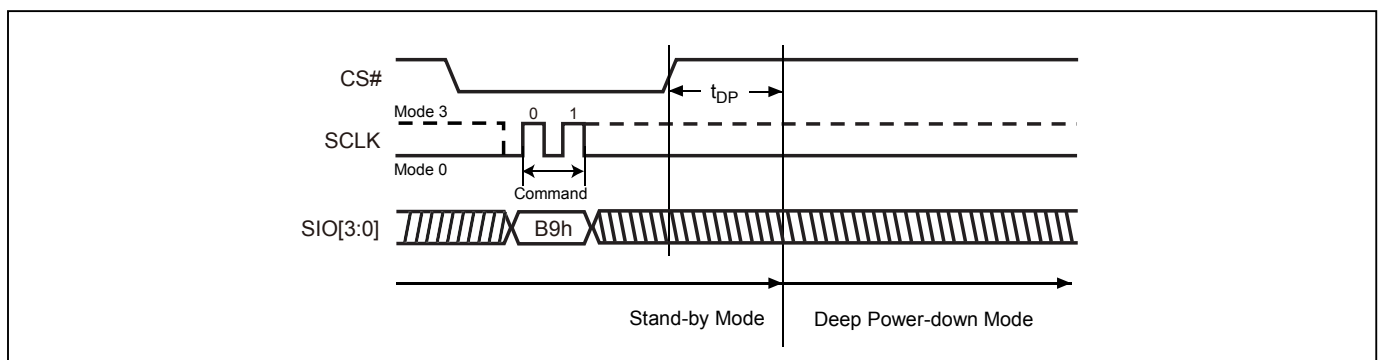 CS#
tDP
Mode 3
0 1
SCLK
Mode 0
Command
SIO[3:0]
B9h
Stand-by Mode
Deep Power-down Mode